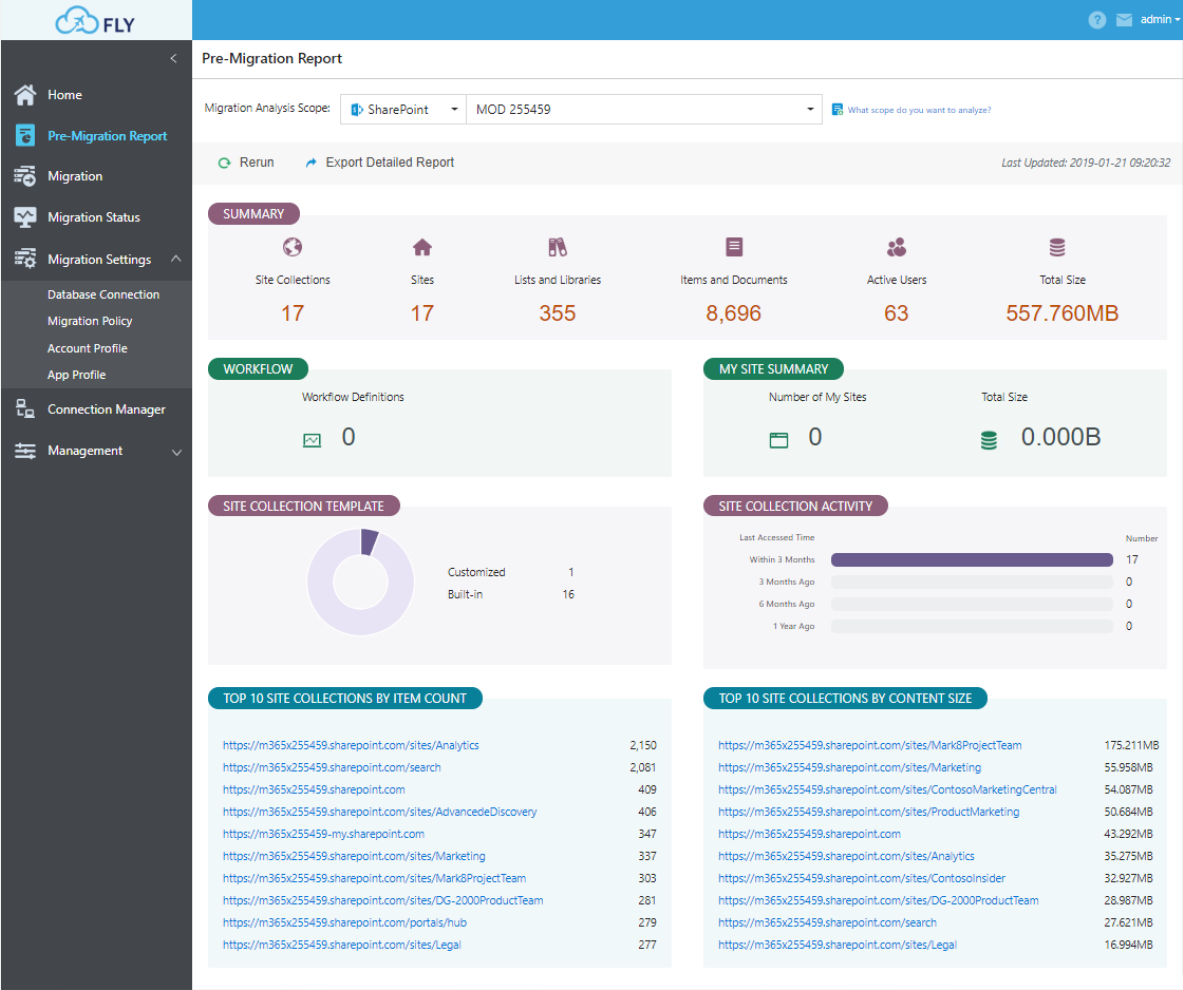 FLY
? admin
Pre-Migration Report
Home
Pre-Migration Report
Migration
Migration Status
Migration Settings
Database Connection
Migration Policy
Account Profile
App Profile
Connection Manager
Management
Migration Analysis Scope: SharePoint MOD 255459 What scope do you want to analyze?
Rerun Export Detailed Report Last Updated: 2019-01-21 09:20:32
SUMMARY
Site Collections Sites Lists and Libraries Items and Documents Active Users Total Size
17 17 355 8,696 63 557.760MB
WORKFLOW
Workflow Definitions
0
MY SITE SUMMARY
Number of My Sites Total Size
0 0.000B
SITE COLLECTION TEMPLATE
Customized 1
Built-in 16
SITE COLLECTION ACTIVITY
Last Accessed Time Number
Within 3 Months 17
3 Months Ago 0
6 Months Ago 0
1 Year Ago 0
TOP 10 SITE COLLECTIONS BY ITEM COUNT
https://m365x255459.sharepoint.com/sites/Analytics 2,150
https://m365x255459.sharepoint.com/search 2,081
https://m365x255459.sharepoint.com 409
https://m365x255459.sharepoint.com/sites/AdvancedeDiscovery 406
https://m365x255459-my.sharepoint.com 347
https://m365x255459.sharepoint.com/sites/Marketing 337
https://m365x255459.sharepoint.com/sites/Mark8ProjectTeam 303
https://m365x255459.sharepoint.com/sites/DG-2000ProductTeam 281
https://m365x255459.sharepoint.com/portals/hub 279
https://m365x255459.sharepoint.com/sites/Legal 277
TOP 10 SITE COLLECTIONS BY CONTENT SIZE
https://m365x255459.sharepoint.com/sites/Mark8ProjectTeam 175.211MB
https://m365x255459.sharepoint.com/sites/Marketing 55.958MB
https://m365x255459.sharepoint.com/sites/ContosoMarketingCentral 54.087MB
https://m365x255459.sharepoint.com/sites/ProductMarketing 50.684MB
https://m365x255459.sharepoint.com 43.292MB
https://m365x255459.sharepoint.com/sites/Analytics 35.275MB
https://m365x255459.sharepoint.com/sites/ContosoInsider 32.927MB
https://m365x255459.sharepoint.com/sites/DG-2000ProductTeam 28.987MB
https://m365x255459.sharepoint.com/search 27.621MB
https://m365x255459.sharepoint.com/sites/Legal 16.994MB